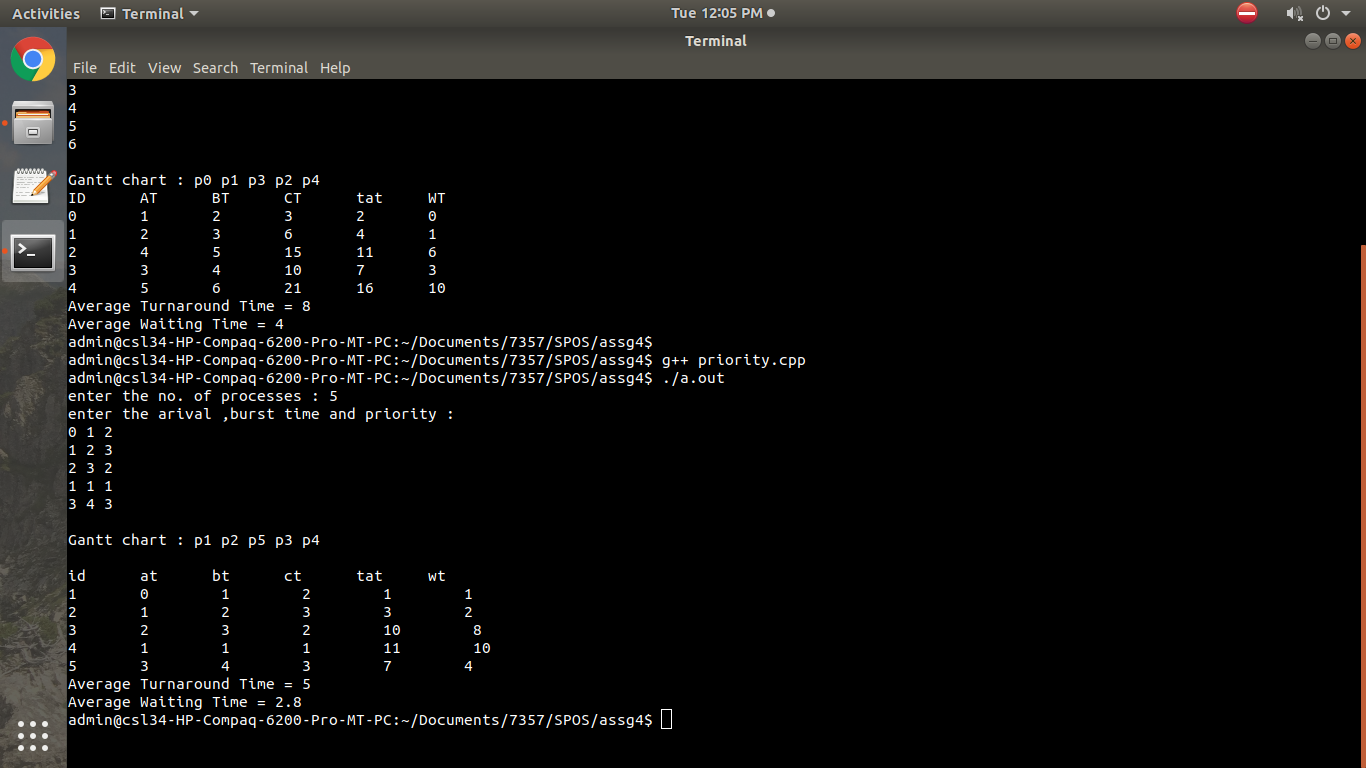 Activities Terminal Tue 12:05 PM
Terminal
File Edit View Search Terminal Help
3
4
5
6
Gantt chart : p0 p1 p3 p2 p4
ID AT BT CT tat WT
0 1 2 3 2 0
1 2 3 6 4 1
2 4 5 15 11 6
3 3 4 10 7 3
4 5 6 21 16 10
Average Turnaround Time = 8
Average Waiting Time = 4
admin@csl34-HP-Compaq-6200-Pro-MT-PC:~/Documents/7357/SPOS/assg4$
admin@csl34-HP-Compaq-6200-Pro-MT-PC:~/Documents/7357/SPOS/assg4$ g++ priority.cpp
admin@csl34-HP-Compaq-6200-Pro-MT-PC:~/Documents/7357/SPOS/assg4$ ./a.out
enter the no. of processes : 5
enter the arival ,burst time and priority :
0 1 2
1 2 3
2 3 2
1 1 1
3 4 3
Gantt chart : p1 p2 p5 p3 p4
id at bt ct tat wt
1 0 1 2 1 1
2 1 2 3 3 2
3 2 3 2 10 8
4 1 1 1 11 10
5 3 4 3 7 4
Average Turnaround Time = 5
Average Waiting Time = 2.8
admin@csl34-HP-Compaq-6200-Pro-MT-PC:~/Documents/7357/SPOS/assg4$